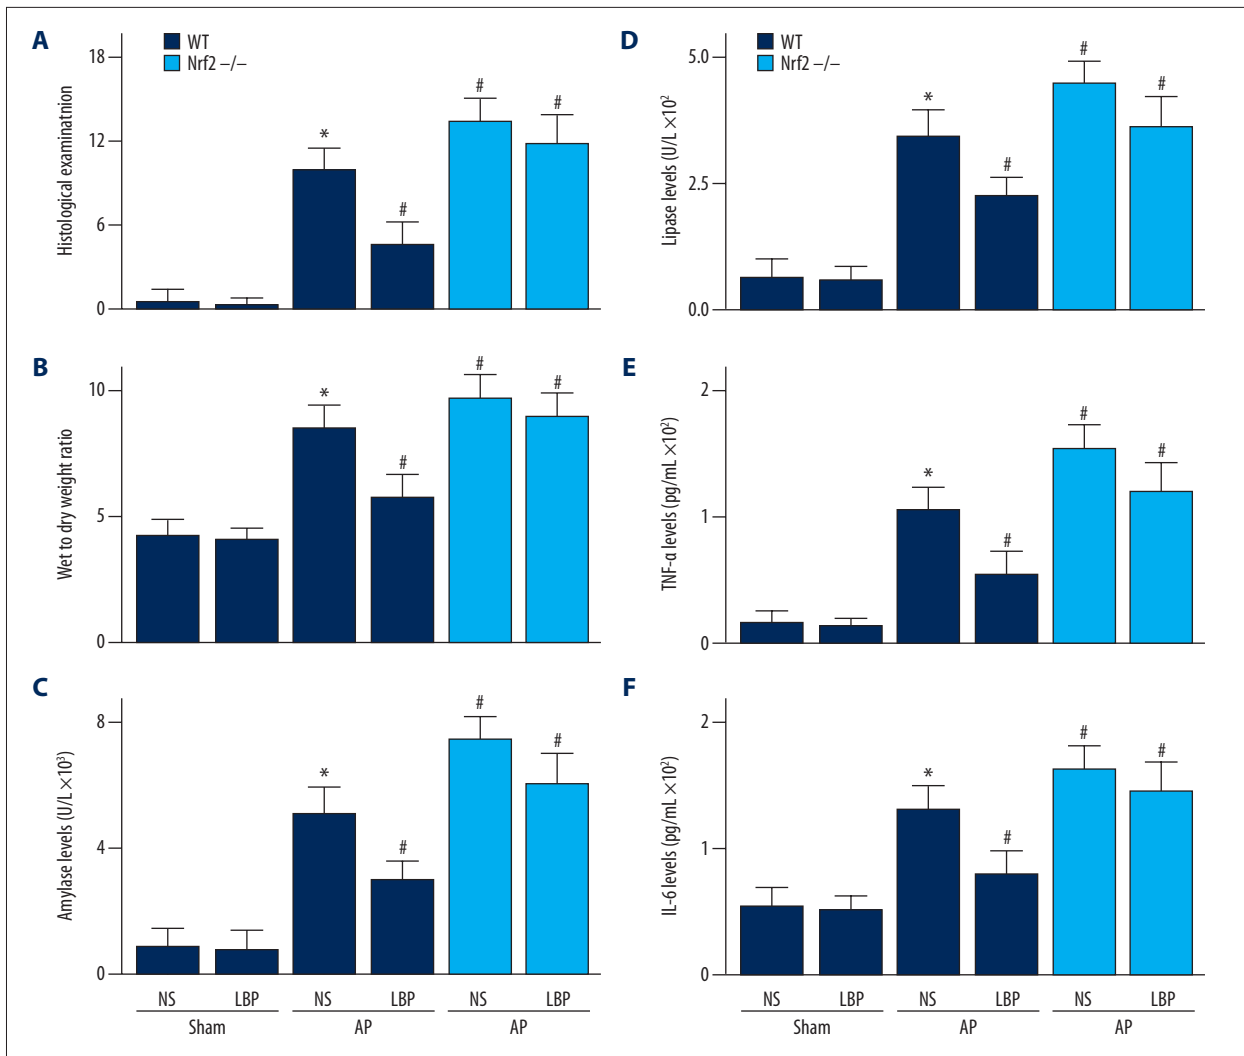 A
WT
Nrf2 –/–
18
12
6
0
Histological examinatnion
*
#
#
#
B
10
5
0
Wet to dry weight ratio
*
#
#
#
C
8
4
0
Amylase levels (U/L ×10³)
*
#
#
#
NS LBP NS LBP NS LBP
Sham AP AP
D
WT
Nrf2 –/–
5.0
2.5
0.0
Lipase levels (U/L ×10²
*
#
#
#
E
2
1
0
TNF-α levels (pg/mL ×10²)
*
#
#
#
F
2
1
0
IL-6 levels (pg/mL ×10²)
*
#
#
#
NS LBP NS LBP NS LBP
Sham AP AP